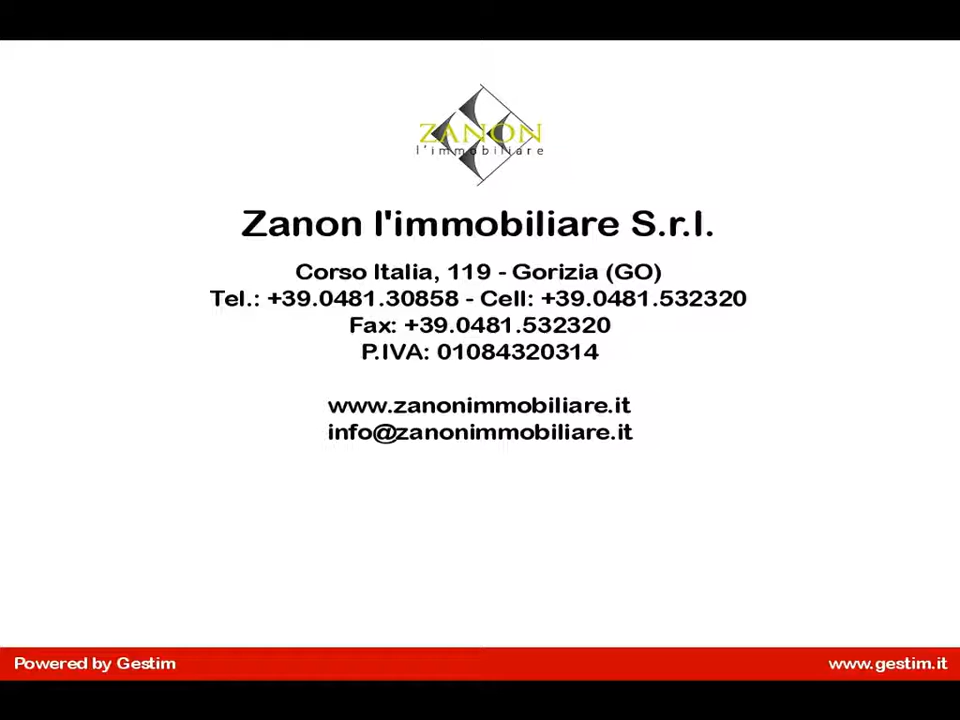 ZANON
l'immobiliare
Zanon l'immobiliare S.r.l.
Corso Italia, 119 - Gorizia (GO)
Tel.: +39.0481.30858 - Cell: +39.0481.532320
Fax: +39.0481.532320
P.IVA: 01084320314
www.zanonimmobiliare.it
info@zanonimmobiliare.it
Powered by Gestim
www.gestim.it